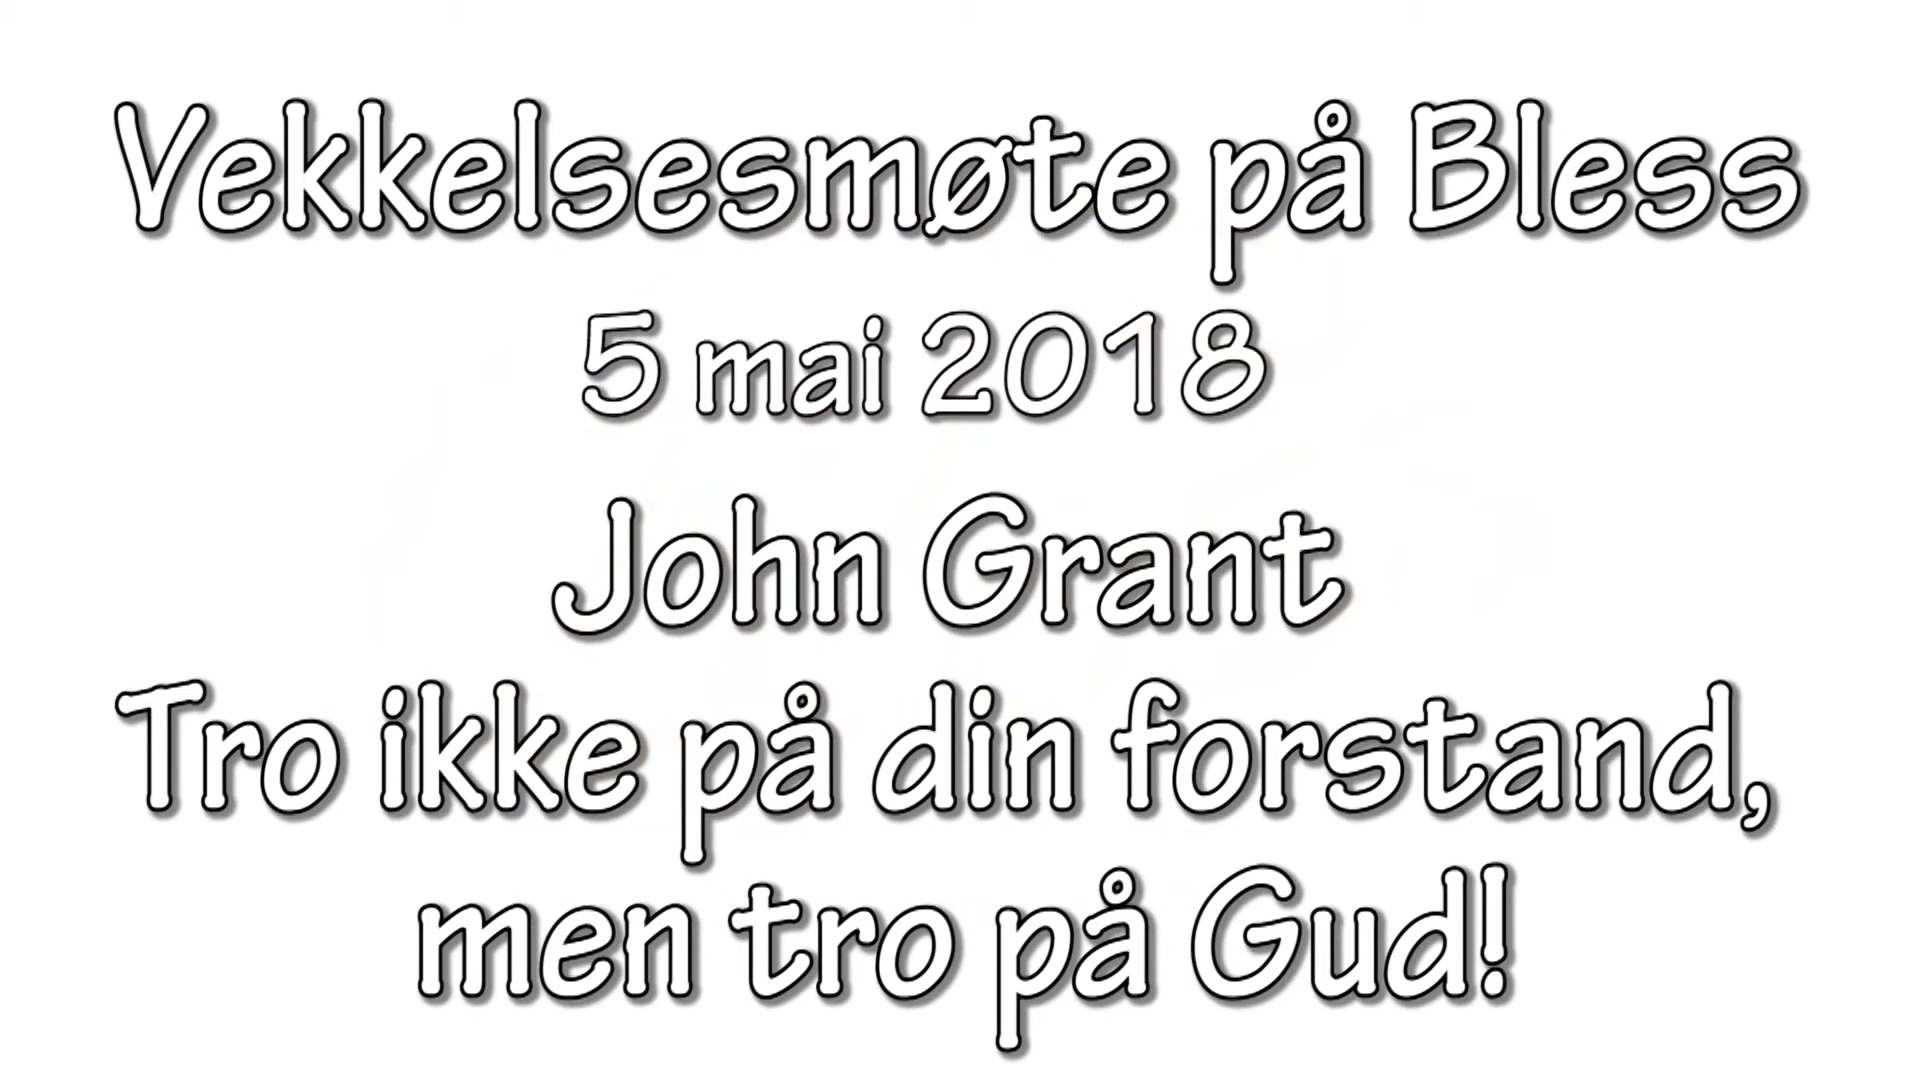 Vekkelsesmøte på Bless
5 mai 2018
John Grant
Tro ikke på din forstand,
men tro på Gud!